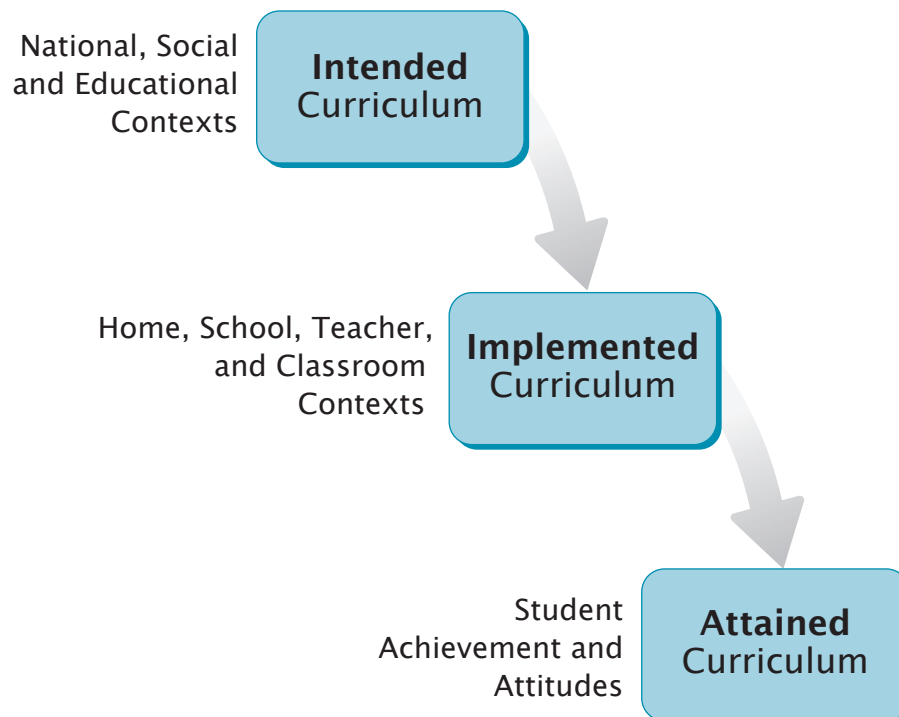 National, Social
and Educational
Contexts
Intended
Curriculum
Home, School, Teacher,
and Classroom
Contexts
Implemented
Curriculum
Student
Achievement and
Attitudes
Attained
Curriculum